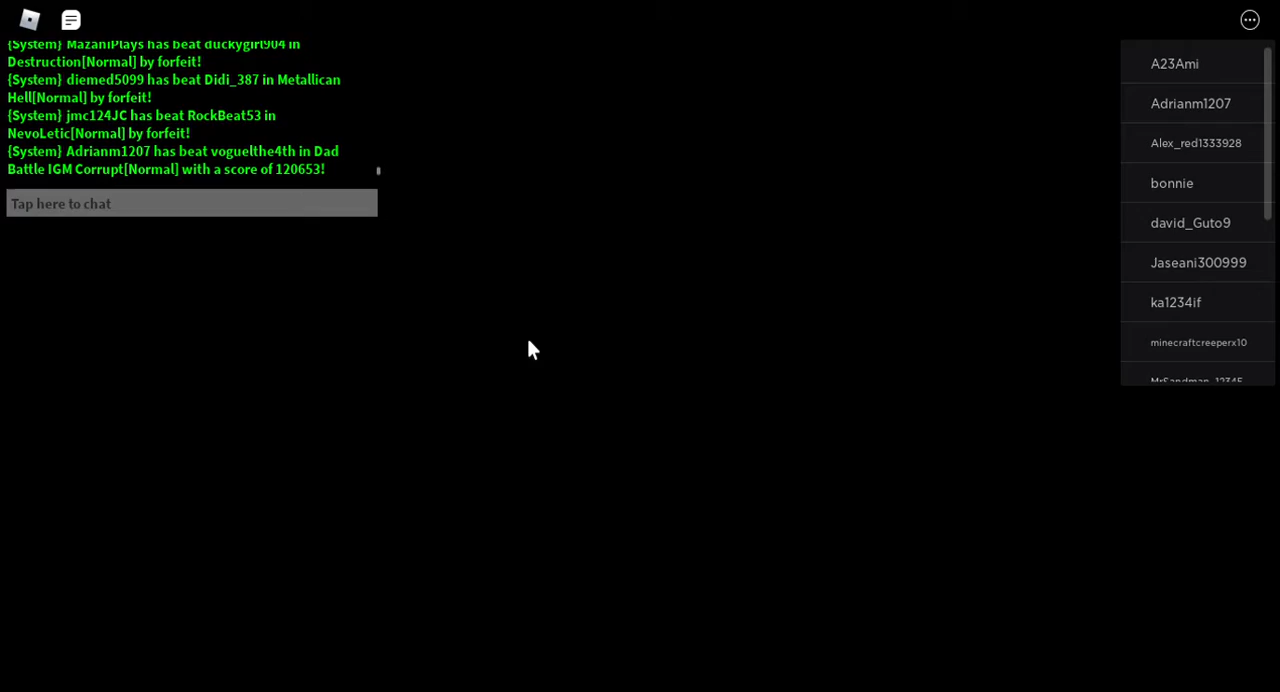 {System} MazaniPlays has beat duckygirl904 in
Destruction[Normal] by forfeit!
{System} diemed5099 has beat Didi_387 in Metallican
Hell[Normal] by forfeit!
{System} jmc124JC has beat RockBeat53 in
NevoLetic[Normal] by forfeit!
{System} Adrianm1207 has beat voguelthe4th in Dad
Battle IGM Corrupt[Normal] with a score of 120653!
Tap here to chat
A23Ami
Adrianm1207
Alex_red1333928
bonnie
david_Guto9
Jaseani300999
ka1234if
minecraftcreeperx10